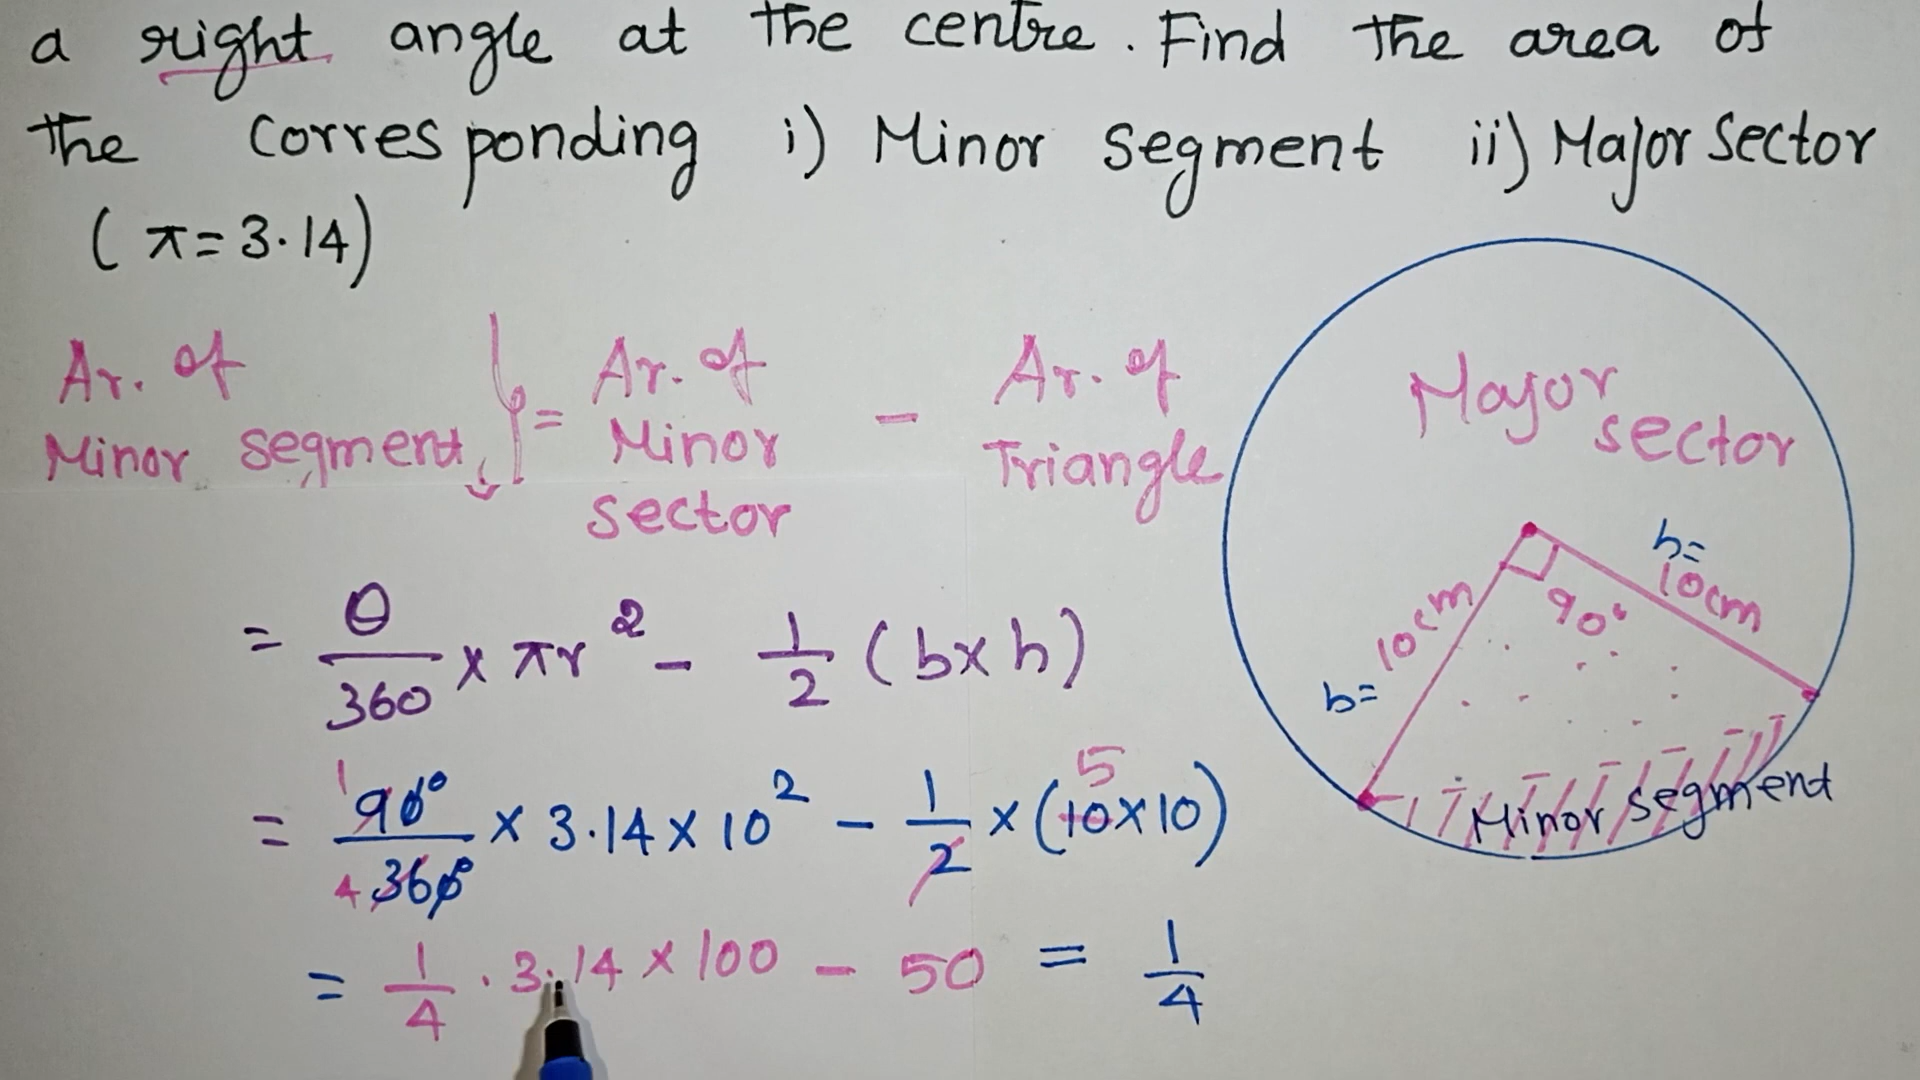 a right angle at the centre. Find the area of
the corresponding i) Minor segment ii) Major sector
(π=3.14)
Ar. of
Minor segment
= Ar. of
Minor
sector
- Ar. of
Triangle
= θ/360 × πr² - 1/2 (b×h)
= 90°/360° × 3.14 × 10² - 1/2 × (10×10)
1
4
5
= 1/4 . 3.14 × 100 - 50 = 1/4
Major
sector
h=
10cm
90°
10cm
b=
Minor segment